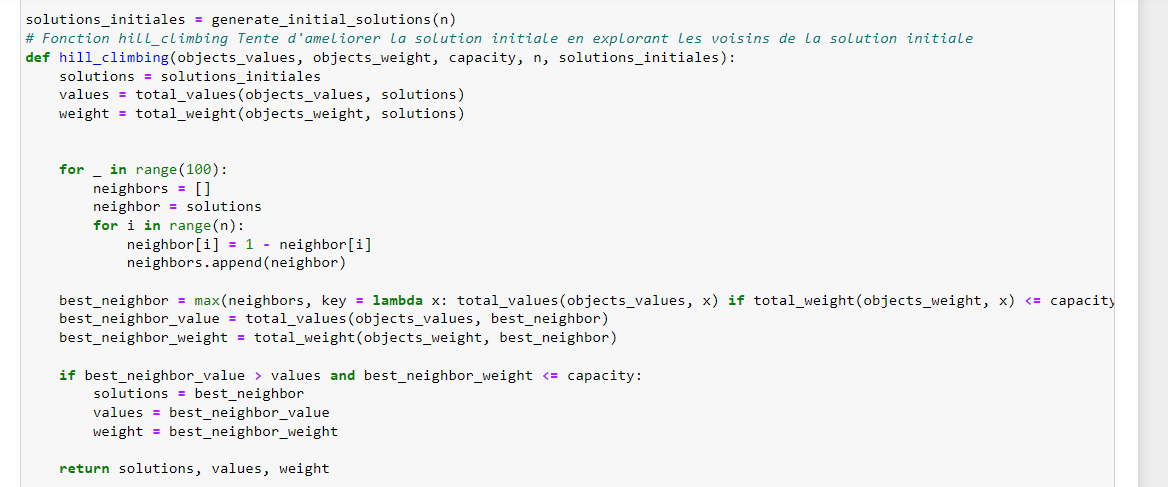 solutions_initiales = generate_initial_solutions(n)
# Fonction hill_climbing Tente d'ameliorer la solution initiale en explorant les voisins de la solution initiale
def hill_climbing(objects_values, objects_weight, capacity, n, solutions_initiales):
    solutions = solutions_initiales
    values = total_values(objects_values, solutions)
    weight = total_weight(objects_weight, solutions)
    for _ in range(100):
        neighbors = []
        neighbor = solutions
        for i in range(n):
            neighbor[i] = 1 - neighbor[i]
            neighbors.append(neighbor)
    best_neighbor = max(neighbors, key = lambda x: total_values(objects_values, x) if total_weight(objects_weight, x) <= capacity
    best_neighbor_value = total_values(objects_values, best_neighbor)
    best_neighbor_weight = total_weight(objects_weight, best_neighbor)
    if best_neighbor_value > values and best_neighbor_weight <= capacity:
        solutions = best_neighbor
        values = best_neighbor_value
        weight = best_neighbor_weight
    return solutions, values, weight